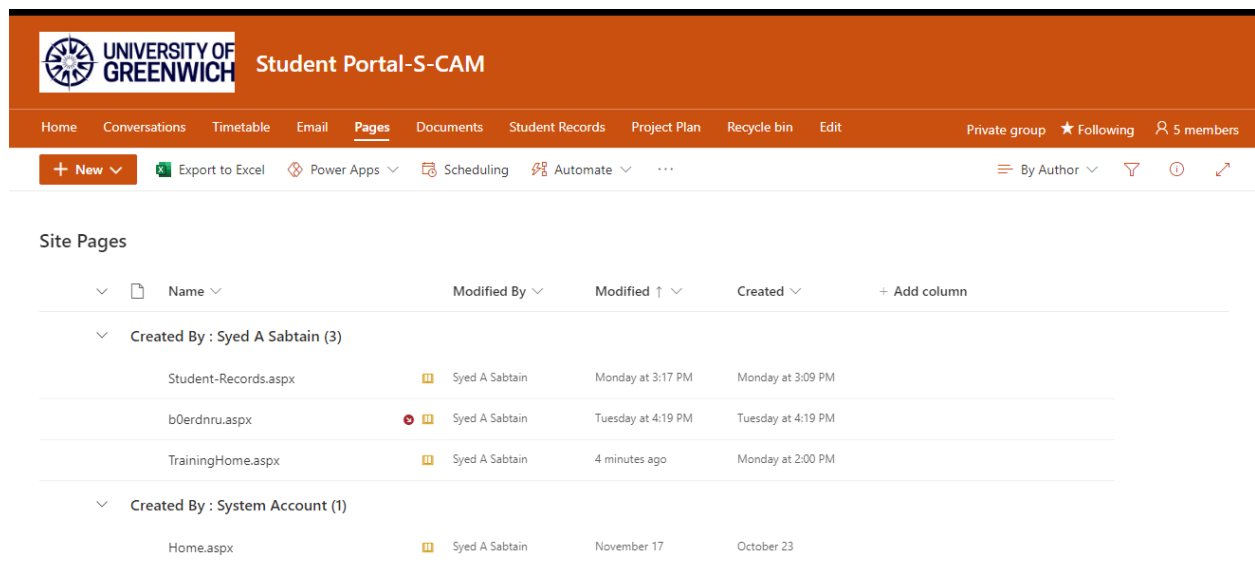 UNIVERSITY OF
GREENWICH
Student Portal-S-CAM
Home Conversations Timetable Email Pages Documents Student Records Project Plan Recycle bin Edit Private group Following 5 members
+ New Export to Excel Power Apps Scheduling Automate ... By Author
Site Pages
Name Modified By Modified ↑ Created + Add column
Created By : Syed A Sabtain (3)
Student-Records.aspx Syed A Sabtain Monday at 3:17 PM Monday at 3:09 PM
b0erdnru.aspx Syed A Sabtain Tuesday at 4:19 PM Tuesday at 4:19 PM
TrainingHome.aspx Syed A Sabtain 4 minutes ago Monday at 2:00 PM
Created By : System Account (1)
Home.aspx Syed A Sabtain November 17 October 23